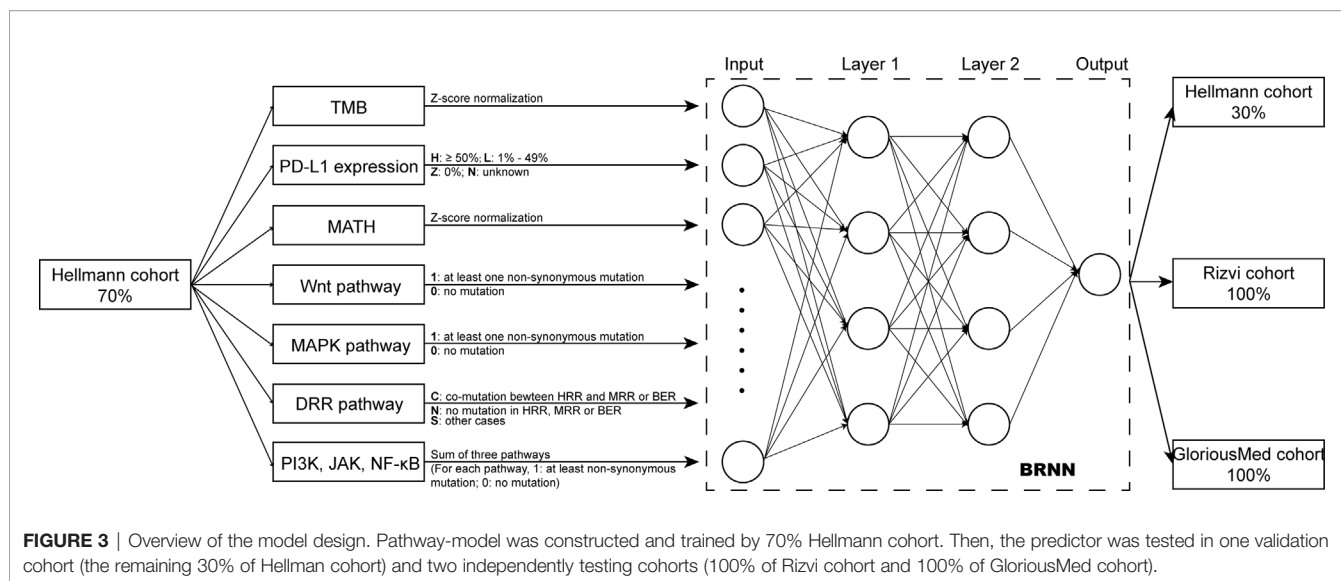 Input
Layer 1
Layer 2
Output
Hellmann cohort
70%
TMB
Z-score normalization
PD-L1 expression
H: ≥ 50%; L: 1% - 49%
Z: 0%; N: unknown
MATH
Z-score normalization
Wnt pathway
1: at least one non-synonymous mutation
0: no mutation
MAPK pathway
1: at least one non-synonymous mutation
0: no mutation
DRR pathway
C: co-mutation bewteen HRR and MRR or BER
N: no mutation in HRR, MRR or BER
S: other cases
PI3K, JAK, NF-κB
Sum of three pathways
(For each pathway, 1: at least non-synonymous
mutation; 0: no mutation)
BRNN
Hellmann cohort
30%
Rizvi cohort
100%
GloriousMed cohort
100%
FIGURE 3 | Overview of the model design. Pathway-model was constructed and trained by 70% Hellmann cohort. Then, the predictor was tested in one validation
cohort (the remaining 30% of Hellman cohort) and two independently testing cohorts (100% of Rizvi cohort and 100% of GloriousMed cohort).